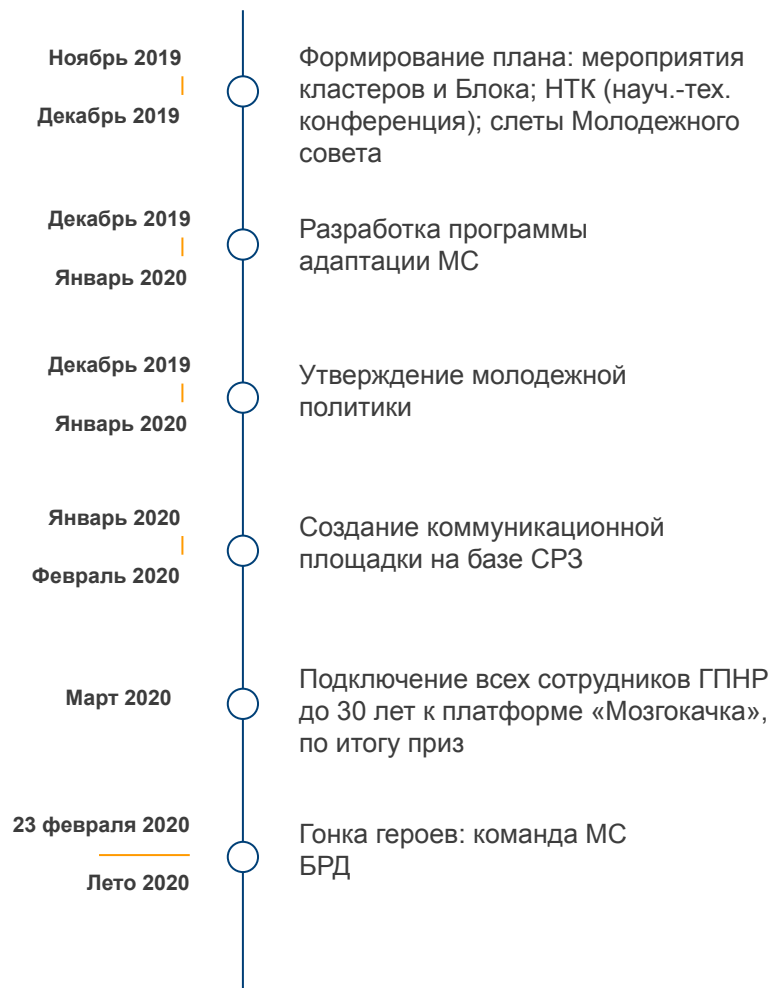 Ноябрь 2019
Декабрь 2019
Формирование плана: мероприятия
кластеров и Блока; НТК (науч.-тех.
конференция); слеты Молодежного
совета
Декабрь 2019
Январь 2020
Разработка программы
адаптации МС
Декабрь 2019
Январь 2020
Утверждение молодежной
политики
Январь 2020
Февраль 2020
Создание коммуникационной
площадки на базе СРЗ
Март 2020
Подключение всех сотрудников ГПНР
до 30 лет к платформе «Мозгокачка»,
по итогу приз
23 февраля 2020
Лето 2020
Гонка героев: команда МС
БРД